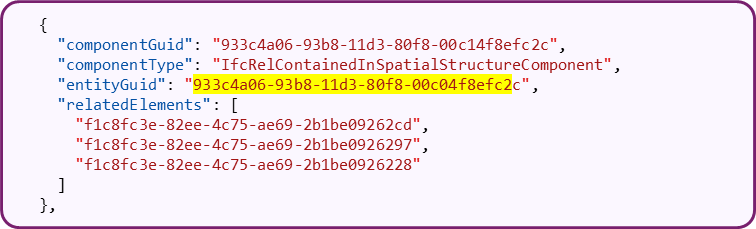 {
"componentGuid": "933c4a06-93b8-11d3-80f8-00c14f8efc2c",
"componentType": "IfcRelContainedInSpatialStructureComponent",
"entityGuid": "933c4a06-93b8-11d3-80f8-00c04f8efc2c",
"relatedElements": [
"f1c8fc3e-82ee-4c75-ae69-2b1be09262cd",
"f1c8fc3e-82ee-4c75-ae69-2b1be0926297",
"f1c8fc3e-82ee-4c75-ae69-2b1be0926228"
]
},